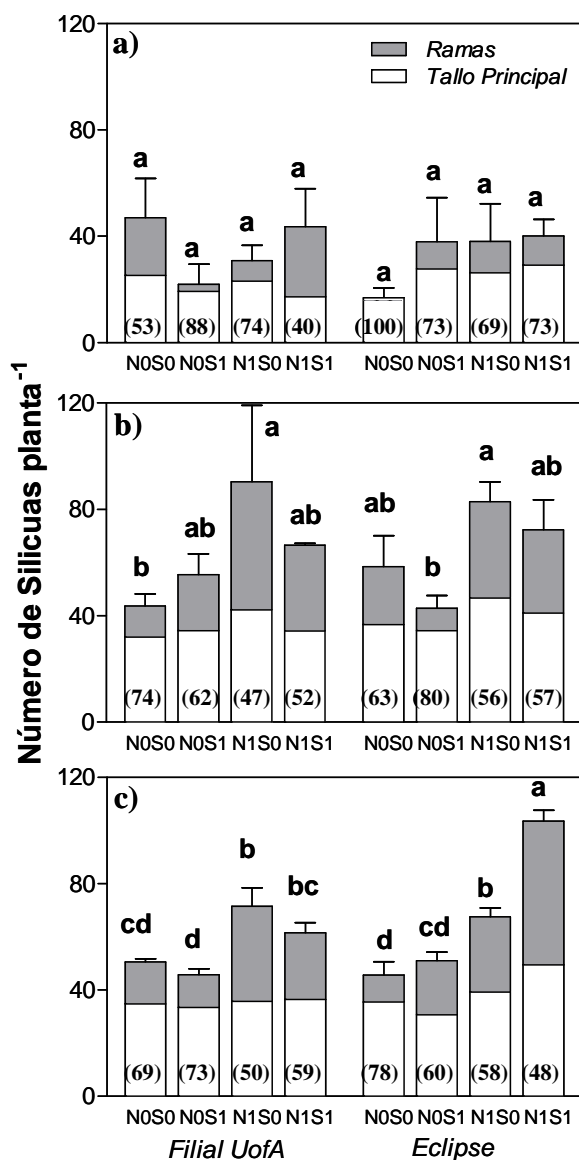 Número de Silicuas planta⁻¹
a)
Ramas
Tallo Principal
120
80
40
0
a a a a a a a a
(53) (88) (74) (40) (100) (73) (69) (73)
N0S0 N0S1 N1S0 N1S1 N0S0 N0S1 N1S0 N1S1
b)
120
80
40
0
b ab a ab ab b a ab
(74) (62) (47) (52) (63) (80) (56) (57)
N0S0 N0S1 N1S0 N1S1 N0S0 N0S1 N1S0 N1S1
c)
120
80
40
0
cd d b bc d cd b a
(69) (73) (50) (59) (78) (60) (58) (48)
N0S0 N0S1 N1S0 N1S1 N0S0 N0S1 N1S0 N1S1
Filial UofA Eclipse